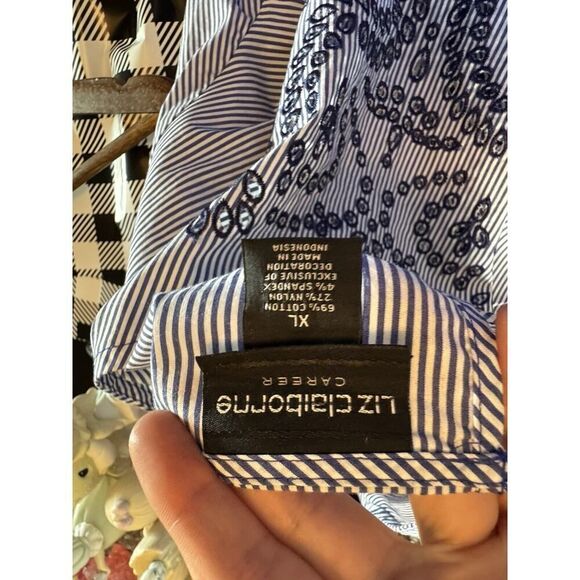 Liz claiborne
CAREER
XL
69% COTTON
27% NYLON
4% SPANDEX
EXCLUSIVE OF
DECORATION
MADE IN
INDONESIA